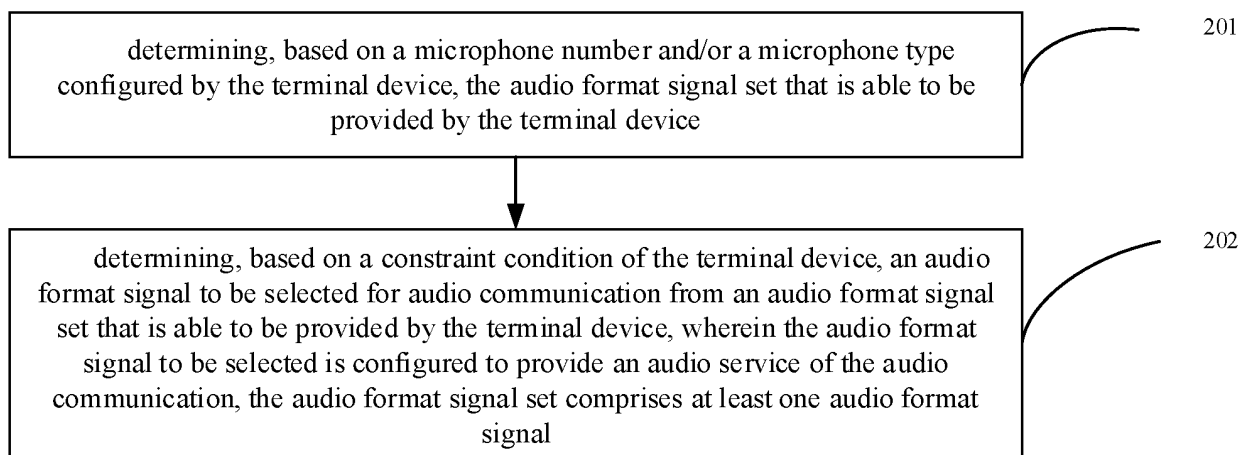 determining, based on a microphone number and/or a microphone type
configured by the terminal device, the audio format signal set that is able to be
provided by the terminal device
201
determining, based on a constraint condition of the terminal device, an audio
format signal to be selected for audio communication from an audio format signal
set that is able to be provided by the terminal device, wherein the audio format
signal to be selected is configured to provide an audio service of the audio
communication, the audio format signal set comprises at least one audio format
signal
202